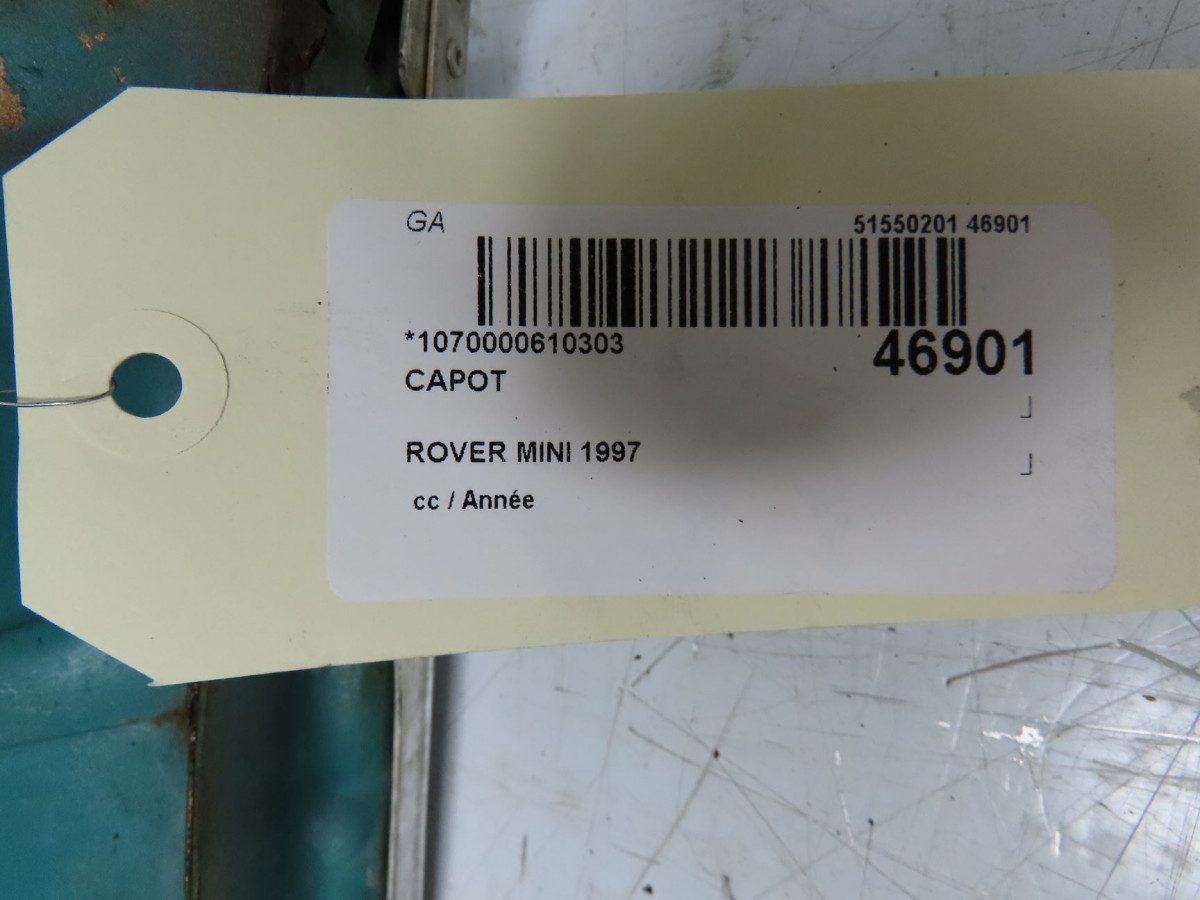 GA 51550201 46901
*1070000610303 46901
CAPOT
ROVER MINI 1997
cc / Année